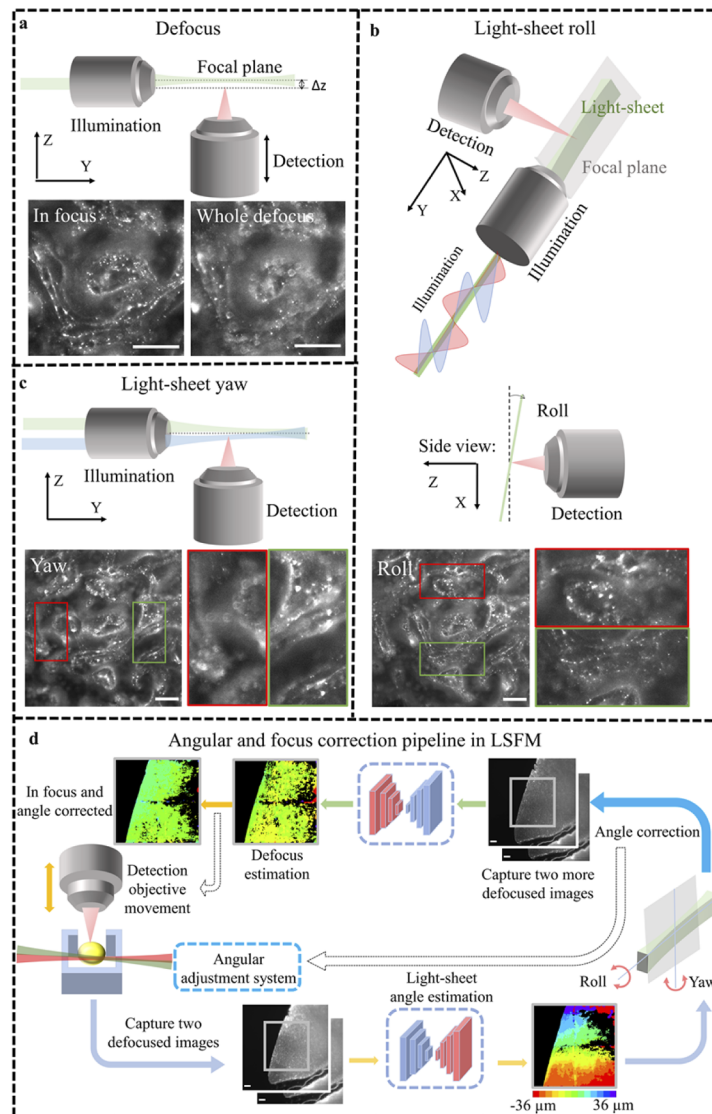 a
Defocus
Focal plane
Δz
Illumination
Z
Y
Detection
In focus
Whole defocus
b
Light-sheet roll
Light-sheet
Detection
Focal plane
Z
X
Y
Illumination
Illumination
Roll
Side view:
Z
X
Detection
Roll
c
Light-sheet yaw
Illumination
Z
Y
Detection
Yaw
d
Angular and focus correction pipeline in LSFM
In focus and
angle corrected
Defocus
estimation
Capture two more
defocused images
Angle correction
Detection
objective
movement
Angular
adjustment system
Roll
Yaw
Capture two
defocused images
Light-sheet
angle estimation
-36 μm
36 μm